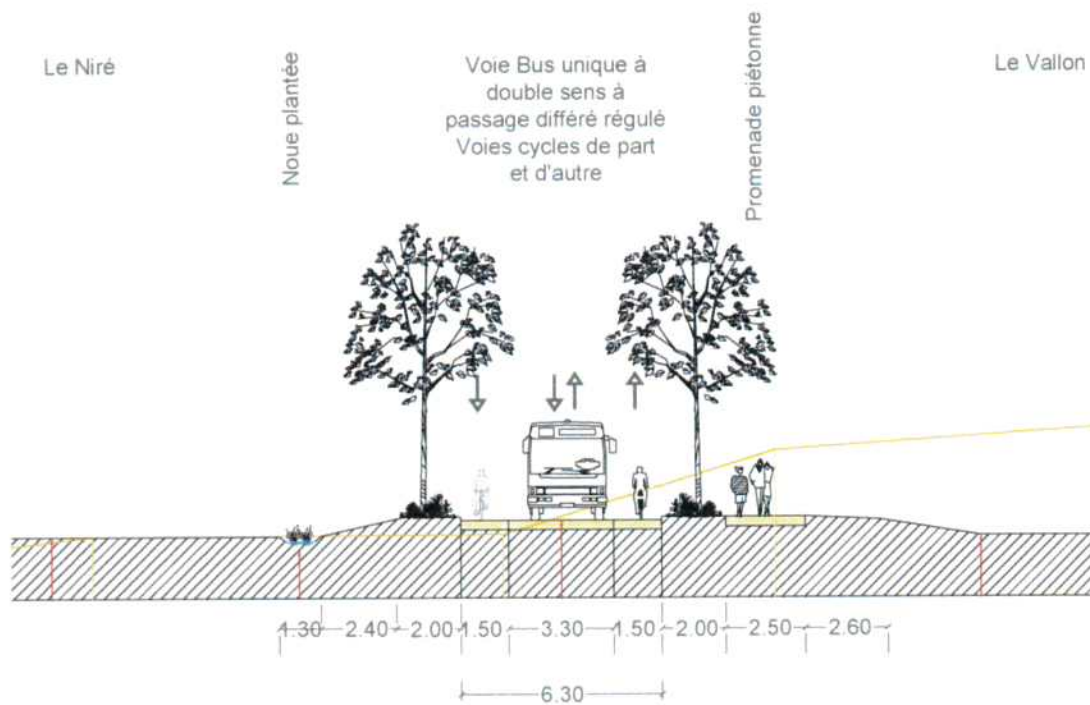 Le Niré
Noue plantée
Voie Bus unique à
double sens à
passage différé régulé
Voies cycles de part
et d'autre
Promenade piétonne
Le Vallon
1.30 2.40 2.00 1.50 3.30 1.50 2.00 2.50 2.60
6.30